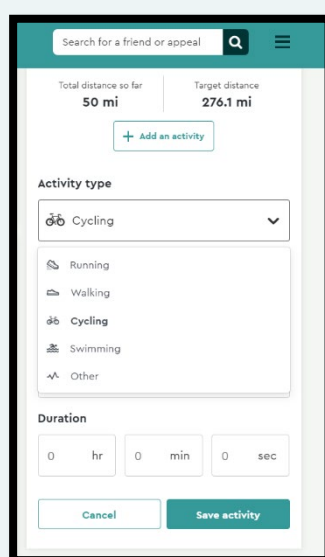 Search for a friend or appeal
Total distance so far
Target distance
50 mi
276.1 mi
+ Add an activity
Activity type
Cycling
Running
Walking
Cycling
Swimming
Other
Duration
0 hr 0 min 0 sec
Cancel
Save activity